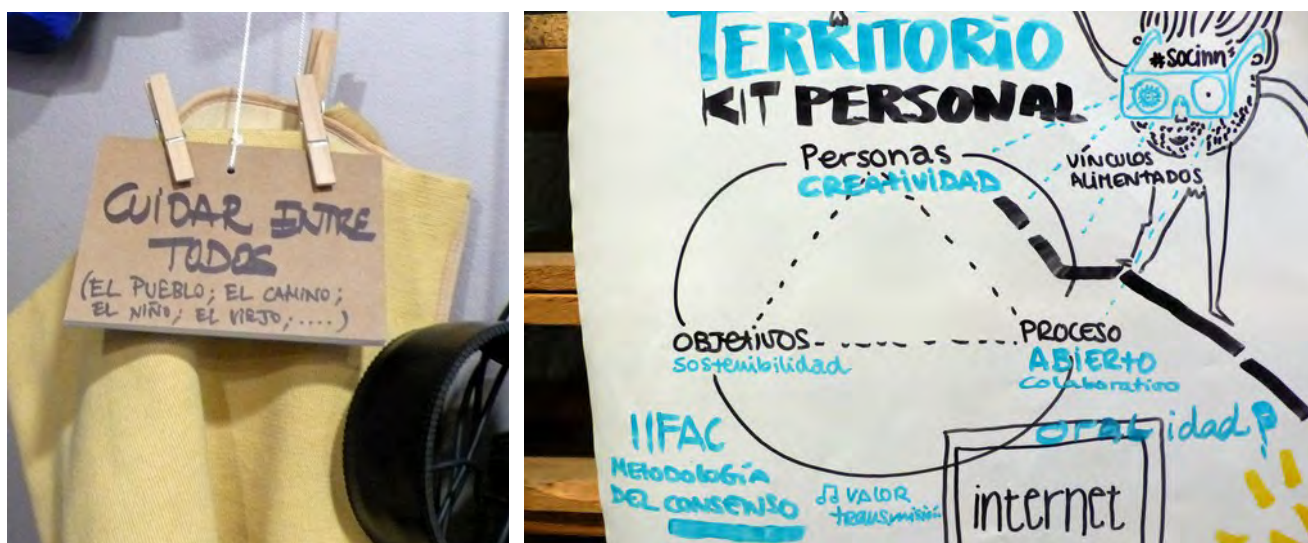 CUIDAR ENTRE
TODOS
(EL PUEBLO; EL CAMINO;
EL NIÑO; EL VIEJO;.....)
TERRITORIO
KIT PERSONAL
#socinn
Personas
CREATIVIDAD
VÍNCULOS
ALIMENTADOS
OBJETIVOS
Sostenibilidad
PROCESO
ABIERTO
Colaborativo
oralidad?
IIFAC
METODOLOGÍA
DEL CONSENSO
VALOR
transmisión
internet